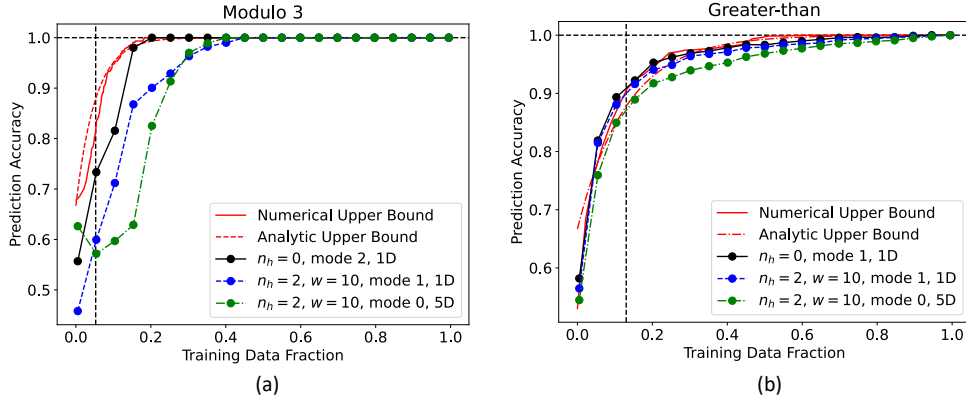 Modulo 3
1.0
0.9
0.8
0.7
0.6
0.5
Prediction Accuracy
Numerical Upper Bound
Analytic Upper Bound
n_h = 0, mode 2, 1D
n_h = 2, w = 10, mode 1, 1D
n_h = 2, w = 10, mode 0, 5D
0.0 0.2 0.4 0.6 0.8 1.0
Training Data Fraction
(a)
Greater-than
1.0
0.9
0.8
0.7
0.6
Prediction Accuracy
Numerical Upper Bound
Analytic Upper Bound
n_h = 0, mode 1, 1D
n_h = 2, w = 10, mode 1, 1D
n_h = 2, w = 10, mode 0, 5D
0.0 0.2 0.4 0.6 0.8 1.0
Training Data Fraction
(b)